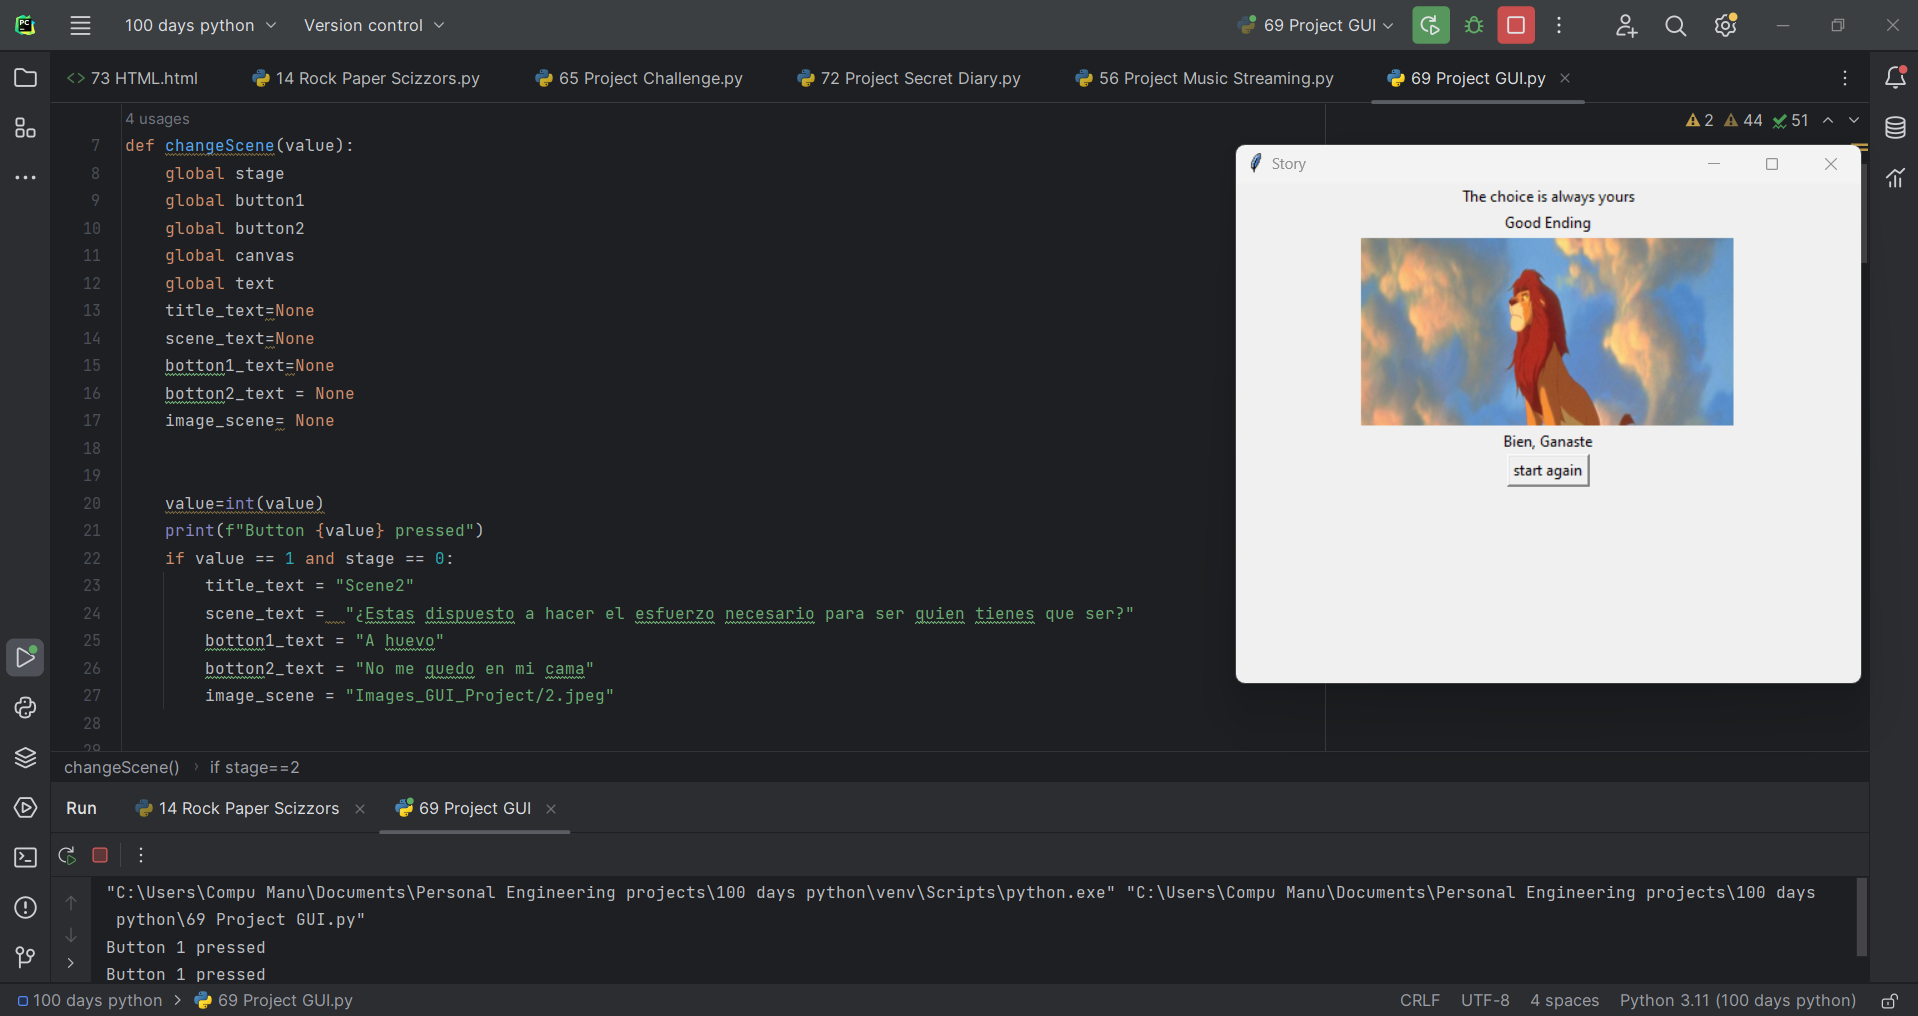 100 days python
Version control
69 Project GUI
73 HTML.html
14 Rock Paper Scizzors.py
65 Project Challenge.py
72 Project Secret Diary.py
56 Project Music Streaming.py
69 Project GUI.py
4 usages
2 44 51
7 def changeScene(value):
8 global stage
9 global button1
10 global button2
11 global canvas
12 global text
13 title_text=None
14 scene_text=None
15 botton1_text=None
16 botton2_text = None
17 image_scene= None
18
19
20 value=int(value)
21 print(f"Button {value} pressed")
22 if value == 1 and stage == 0:
23 title_text = "Scene2"
24 scene_text =  "¿Estas dispuesto a hacer el esfuerzo necesario para ser quien tienes que ser?"
25 botton1_text = "A huevo"
26 botton2_text = "No me quedo en mi cama"
27 image_scene = "Images_GUI_Project/2.jpeg"
28
29
Story
The choice is always yours
Good Ending
Bien, Ganaste
start again
changeScene() › if stage==2
Run
14 Rock Paper Scizzors
69 Project GUI
"C:\Users\Compu Manu\Documents\Personal Engineering projects\100 days python\venv\Scripts\python.exe" "C:\Users\Compu Manu\Documents\Personal Engineering projects\100 days
python\69 Project GUI.py"
Button 1 pressed
Button 1 pressed
100 days python > 69 Project GUI.py
CRLF UTF-8 4 spaces Python 3.11 (100 days python)